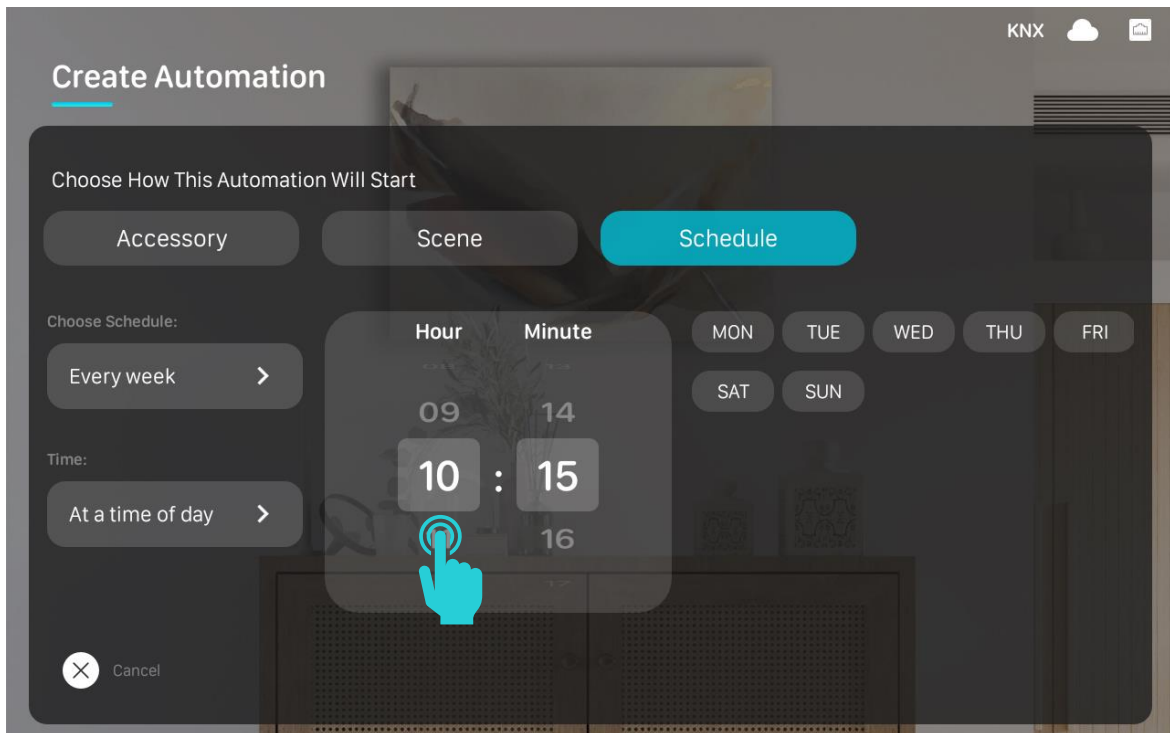 KNX
Create Automation
Choose How This Automation Will Start
Accessory Scene Schedule
Choose Schedule:
Every week
Time:
At a time of day
Hour Minute
09 14
10 : 15
16
17
MON TUE WED THU FRI
SAT SUN
Cancel